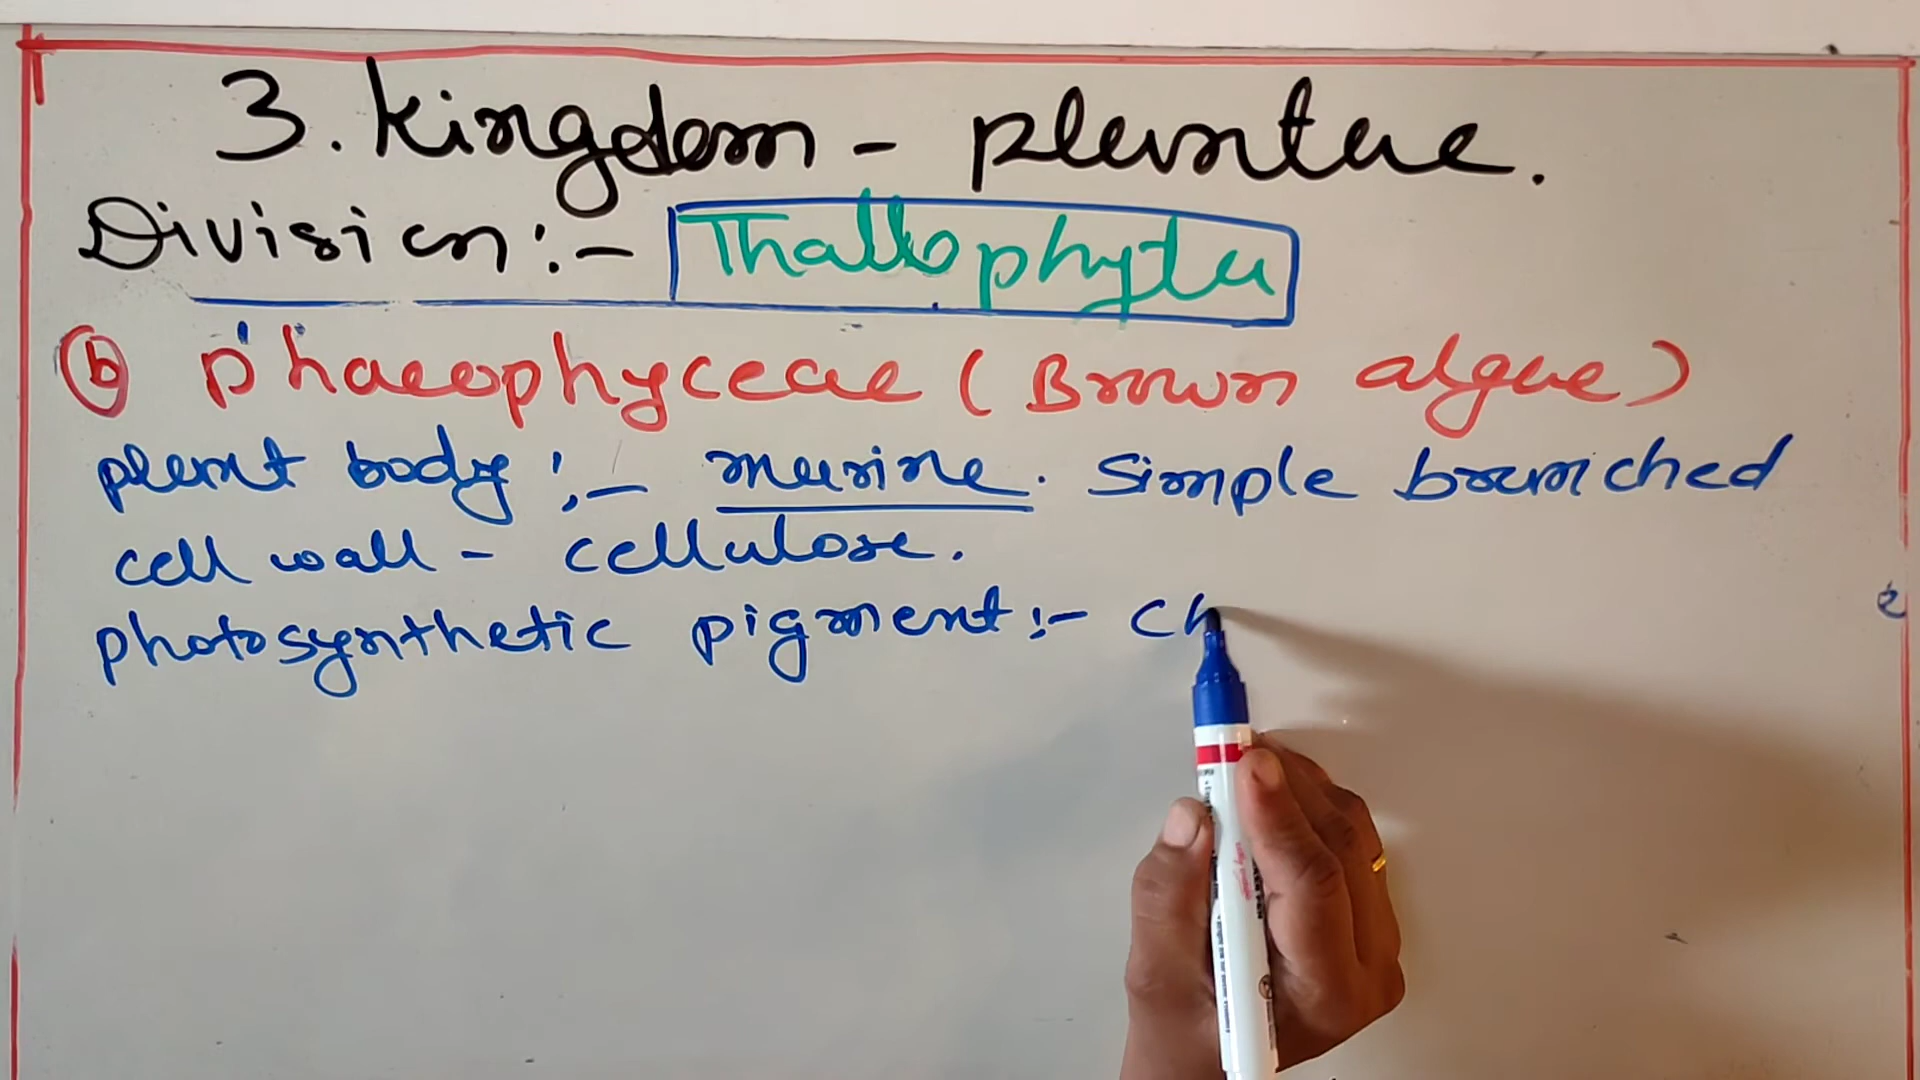 3. Kingdom - plantae.
Division :- Thallophyta
b phaeophyceae (Brown algae)
plant body :- marine. Simple branched
cell wall - cellulose.
photosynthetic pigment :- ch